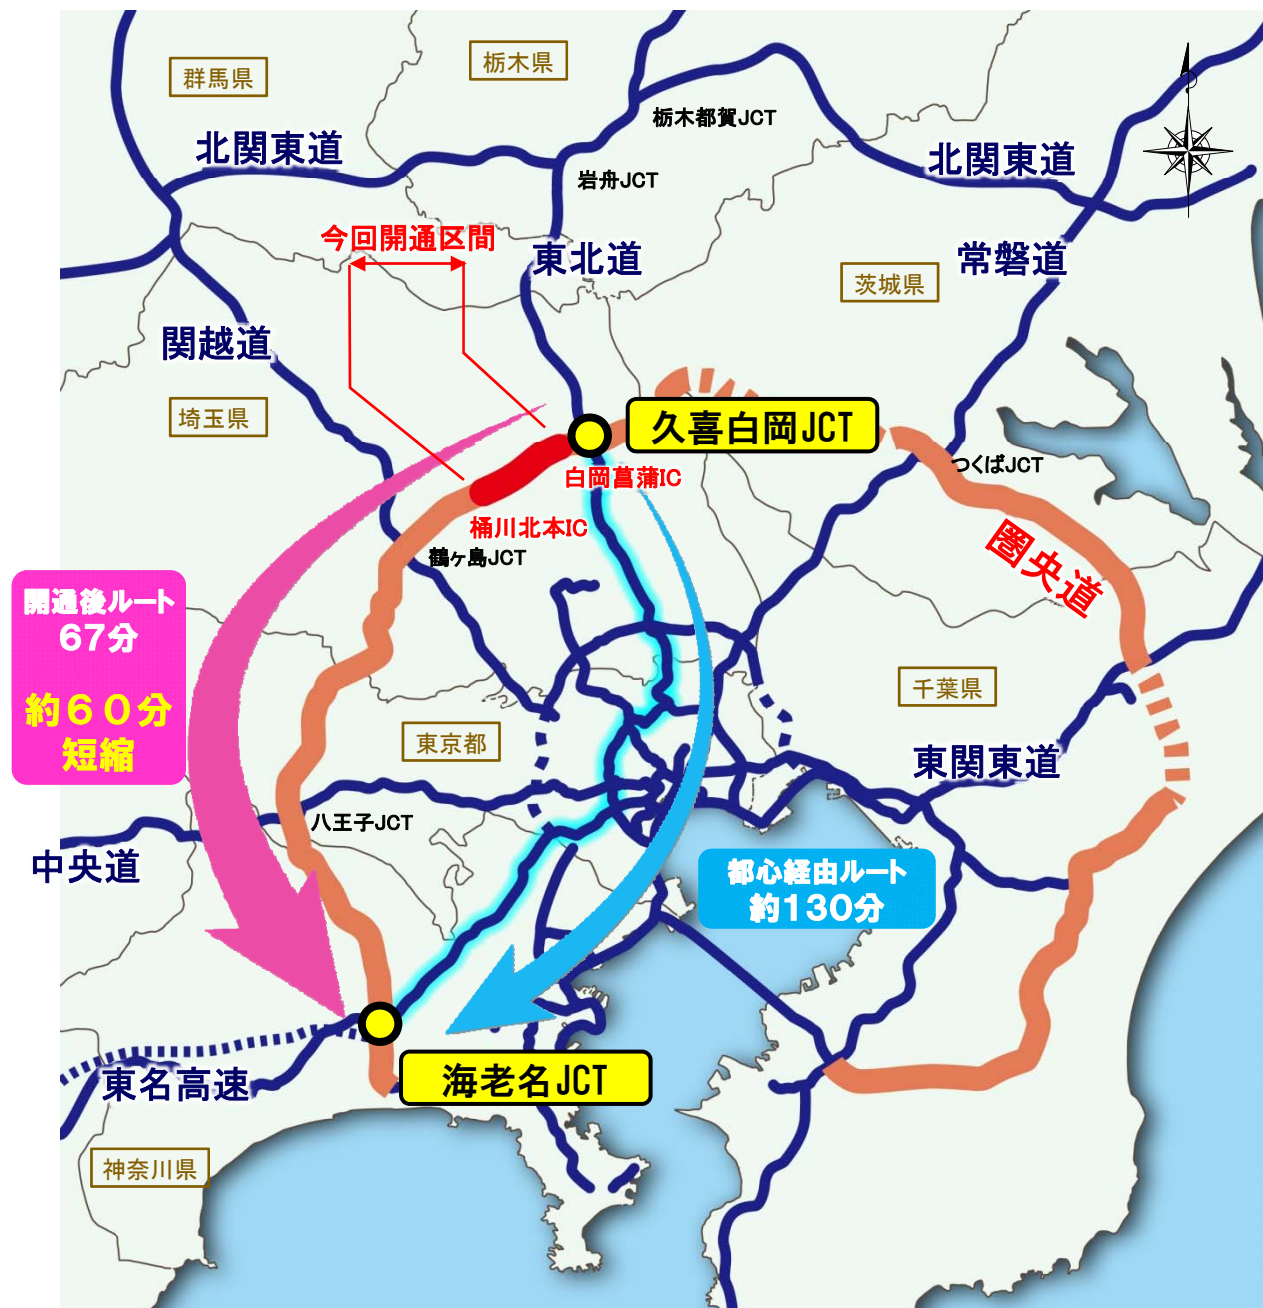 群馬県
栃木県
栃木都賀JCT
北関東道
北関東道
岩舟JCT
今回開通区間
東北道
常磐道
茨城県
関越道
埼玉県
久喜白岡JCT
つくばJCT
白岡菖蒲IC
桶川北本IC
鶴ヶ島JCT
圏央道
開通後ルート
67分
約60分
短縮
千葉県
東京都
東関東道
八王子JCT
中央道
都心経由ルート
約130分
海老名JCT
東名高速
神奈川県